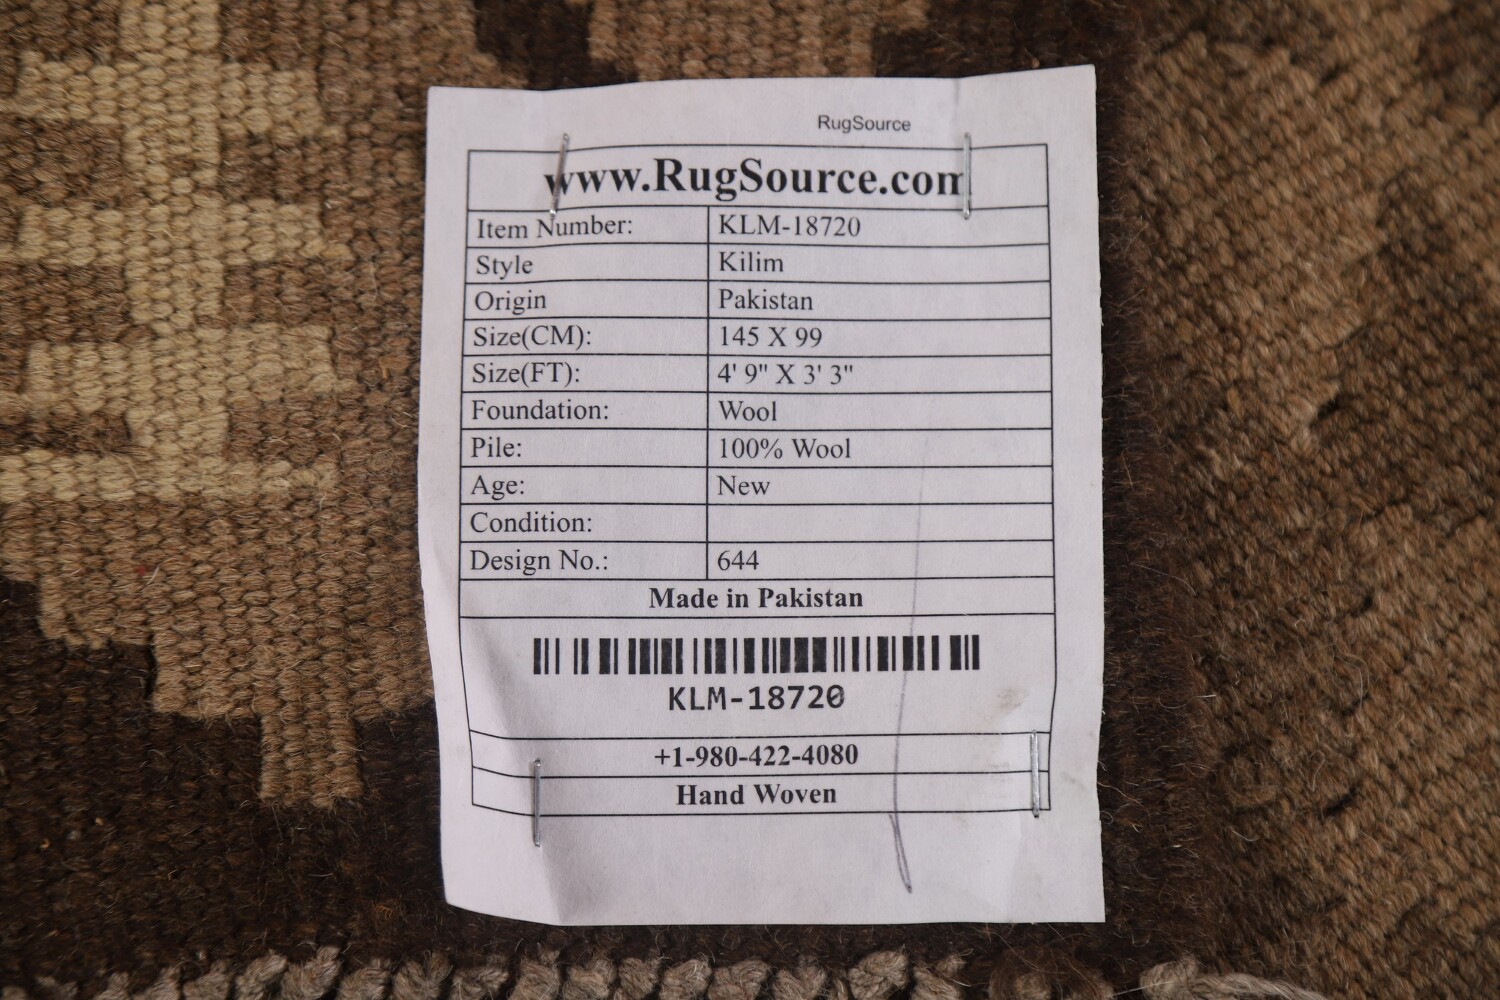 RugSource
www.RugSource.com
Item Number: KLM-18720
Style Kilim
Origin Pakistan
Size(CM): 145 X 99
Size(FT): 4' 9" X 3' 3"
Foundation: Wool
Pile: 100% Wool
Age: New
Condition:
Design No.: 644
Made in Pakistan
KLM-18720
+1-980-422-4080
Hand Woven